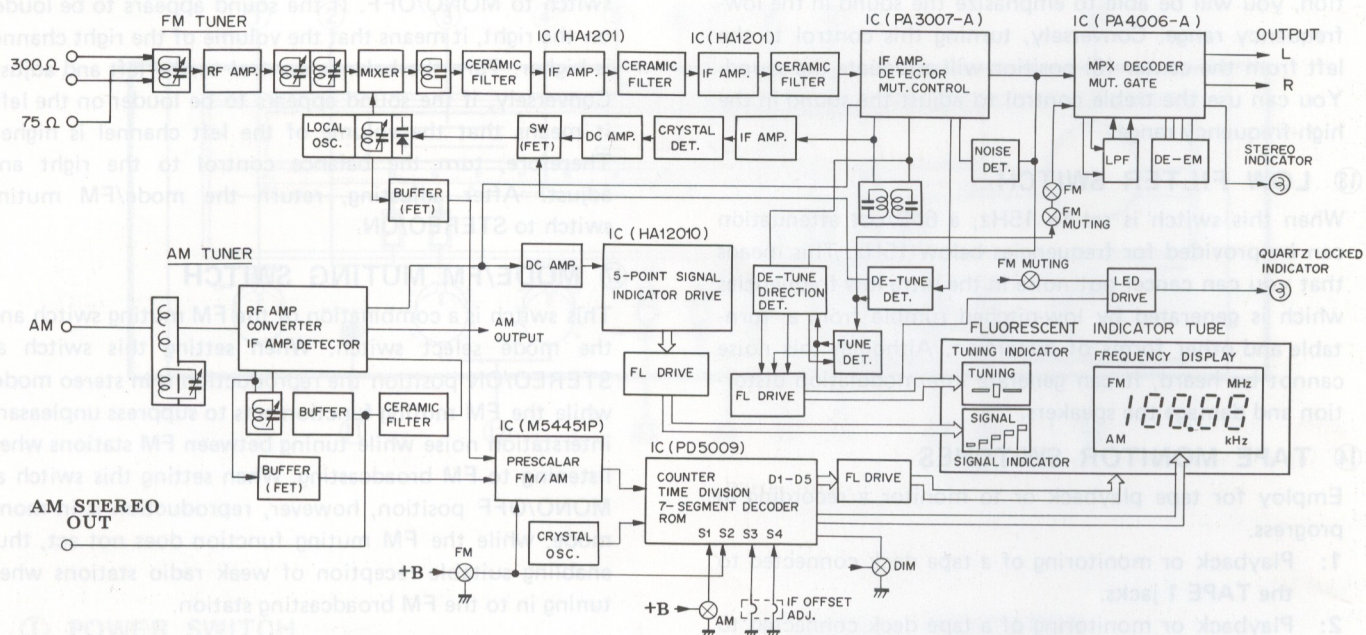 FM TUNER
IC (HA1201)
IC (HA1201)
IC (PA3007-A)
IC (PA4006-A)
OUTPUT
300Ω
75Ω
RF AMP.
MIXER
CERAMIC
FILTER
IF AMP.
CERAMIC
FILTER
IF AMP.
CERAMIC
FILTER
IF AMP.
DETECTOR
MUT. CONTROL
MPX DECODER
MUT. GATE
L
R
LOCAL
OSC.
SW
(FET)
DC AMP.
CRYSTAL
DET.
IF AMP.
NOISE
DET.
LPF
DE-EM
STEREO
INDICATOR
BUFFER
(FET)
FM
FM
MUTING
AM TUNER
IC (HA12010)
DC AMP.
5-POINT SIGNAL
INDICATOR DRIVE
DE-TUNE
DIRECTION
DET.
DE-TUNE
DET.
FM MUTING
LED
DRIVE
QUARTZ LOCKED
INDICATOR
AM
RF AMP
CONVERTER
IF AMP. DETECTOR
AM
OUTPUT
TUNE
DET.
FLUORESCENT INDICATOR TUBE
TUNING INDICATOR
FREQUENCY DISPLAY
FL DRIVE
FL DRIVE
TUNING
FM
MHz
188.88
SIGNAL
AM
kHz
SIGNAL INDICATOR
BUFFER
CERAMIC
FILTER
IC (M54451P)
IC (PD5009)
BUFFER
(FET)
PRESCALAR
FM / AM
COUNTER
TIME DIVISION
7-SEGMENT DECODER
ROM
D1-D5
FL DRIVE
AM STEREO
OUT
CRYSTAL
OSC.
S1 S2 S3 S4
FM
+B
DIM
+B
AM
IF OFFSET
ADJ.